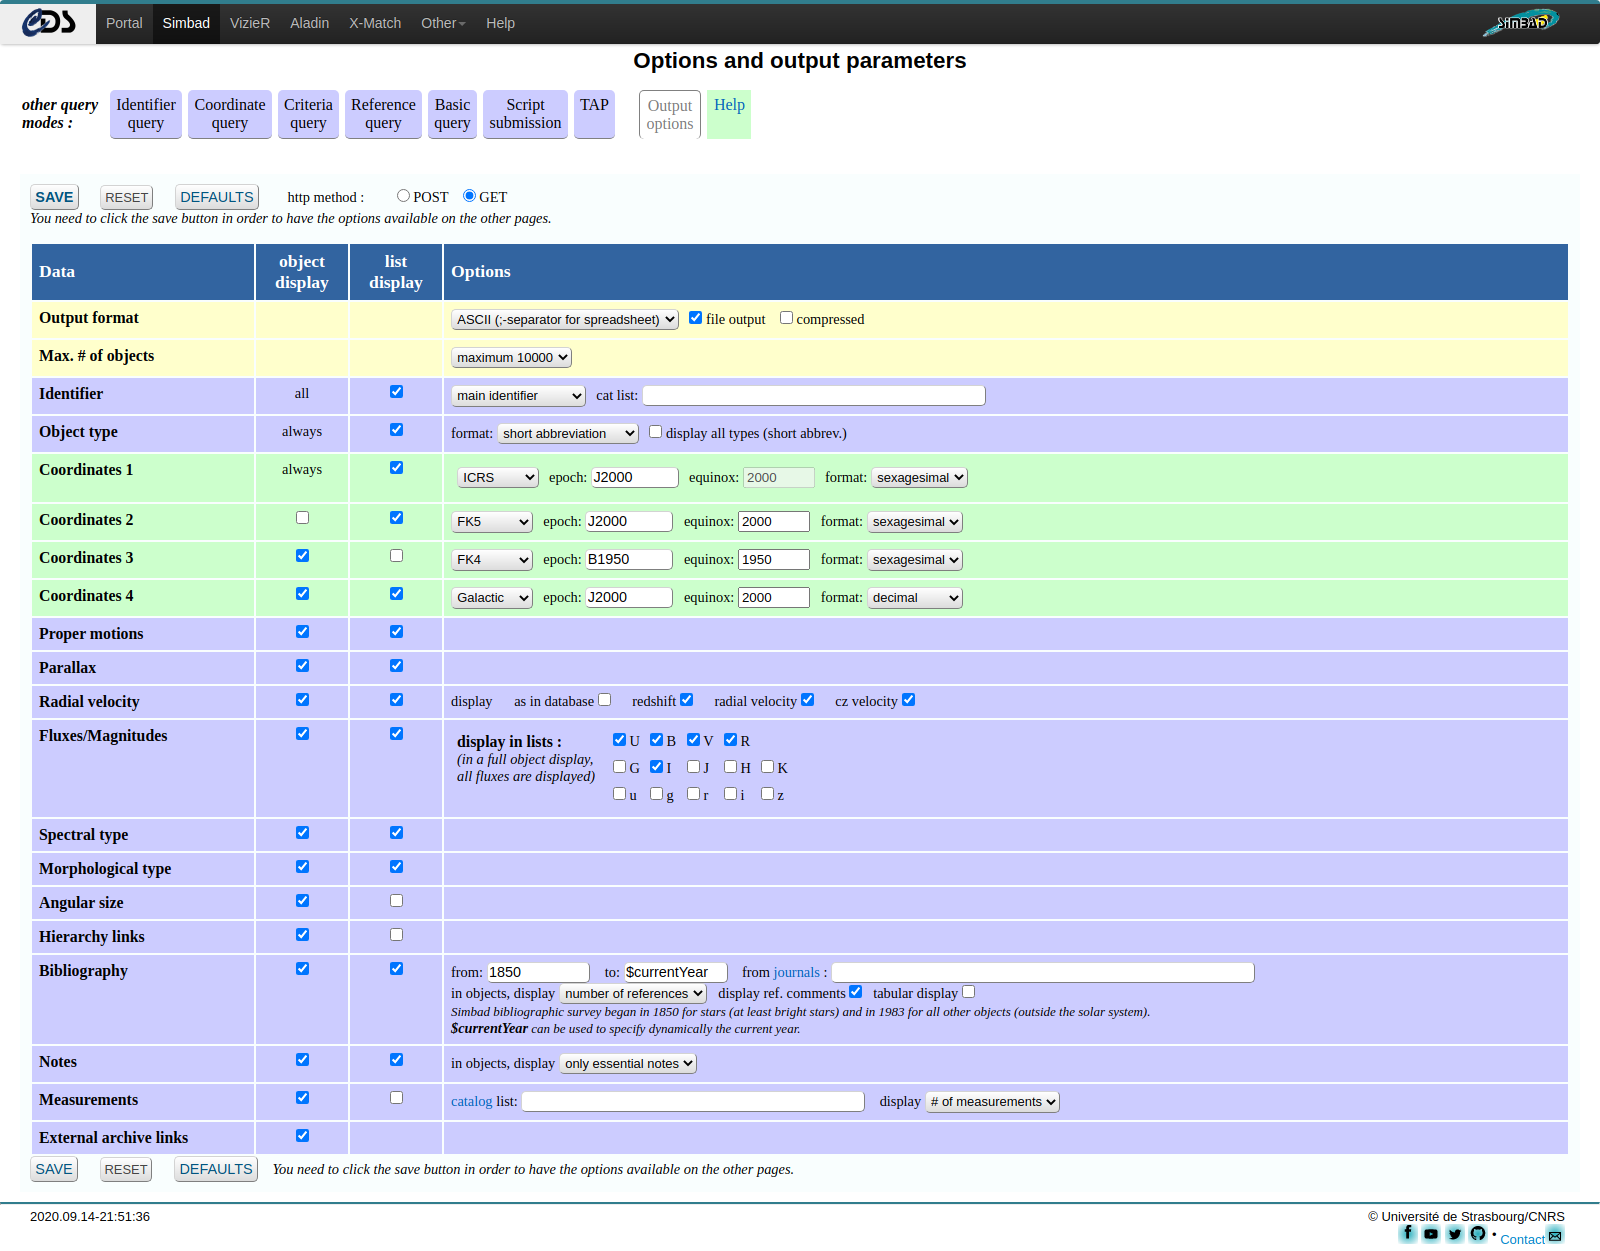 CDS Portal Simbad VizieR Aladin X-Match Other Help SIMBAD
Options and output parameters
other query modes : Identifier query Coordinate query Criteria query Reference query Basic query Script submission TAP Output options Help
SAVE RESET DEFAULTS http method : POST GET
You need to click the save button in order to have the options available on the other pages.
Data object display list display Options
Output format ASCII (;-separator for spreadsheet) file output compressed
Max. # of objects maximum 10000
Identifier all main identifier cat list:
Object type always format: short abbreviation display all types (short abbrev.)
Coordinates 1 always ICRS epoch: J2000 equinox: 2000 format: sexagesimal
Coordinates 2 FK5 epoch: J2000 equinox: 2000 format: sexagesimal
Coordinates 3 FK4 epoch: B1950 equinox: 1950 format: sexagesimal
Coordinates 4 Galactic epoch: J2000 equinox: 2000 format: decimal
Proper motions
Parallax
Radial velocity display as in database redshift radial velocity cz velocity
Fluxes/Magnitudes display in lists : U B V R
(in a full object display,
all fluxes are displayed) G I J H K
u g r i z
Spectral type
Morphological type
Angular size
Hierarchy links
Bibliography from: 1850 to: $currentYear from journals :
in objects, display number of references display ref. comments tabular display
Simbad bibliographic survey began in 1850 for stars (at least bright stars) and in 1983 for all other objects (outside the solar system).
$currentYear can be used to specify dynamically the current year.
Notes in objects, display only essential notes
Measurements catalog list: display # of measurements
External archive links
SAVE RESET DEFAULTS You need to click the save button in order to have the options available on the other pages.
2020.09.14-21:51:36 © Université de Strasbourg/CNRS
• Contact